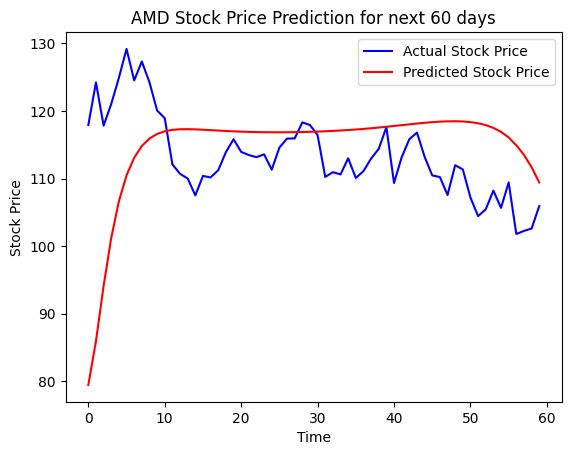 AMD Stock Price Prediction for next 60 days
Actual Stock Price
Predicted Stock Price
Stock Price
130
120
110
100
90
80
0 10 20 30 40 50 60
Time